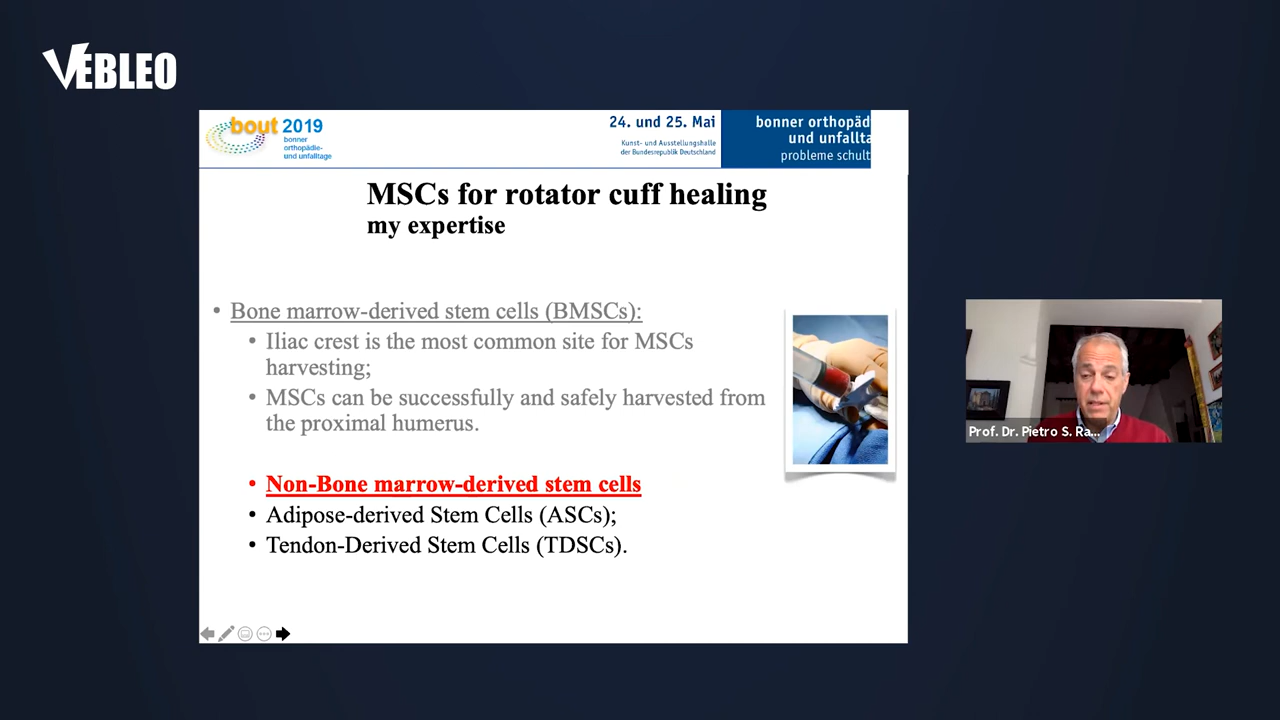 VEBLEO
bout 2019
bonner
orthopädie-
und unfalltage
24. und 25. Mai
Kunst- und Ausstellungshalle
der Bundesrepublik Deutschland
bonner orthopäd
und unfallta
probleme schult
MSCs for rotator cuff healing
my expertise
• Bone marrow-derived stem cells (BMSCs):
• Iliac crest is the most common site for MSCs
harvesting;
• MSCs can be successfully and safely harvested from
the proximal humerus.
• Non-Bone marrow-derived stem cells
• Adipose-derived Stem Cells (ASCs);
• Tendon-Derived Stem Cells (TDSCs).
Prof. Dr. Pietro S. Ra...